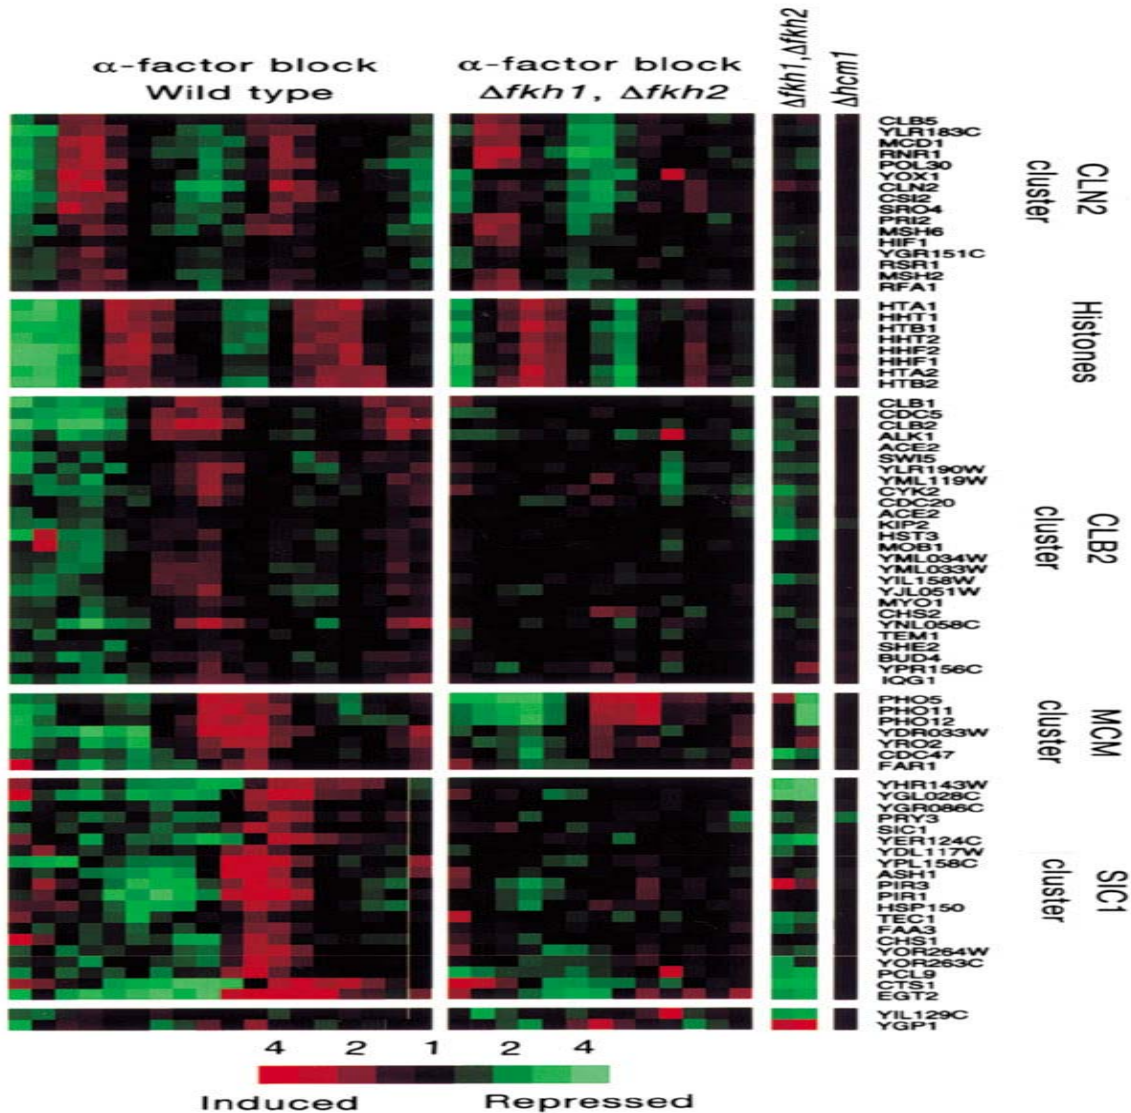 α-factor block
Wild type
α-factor block
Δfkh1, Δfkh2
Δfkh1,Δfkh2
Δhcm1
CLB5
YLR183C
MCD1
RNR1
POL30
YOX1
CLN2
CSI2
SRO4
PRI2
MSH6
HIF1
YGR151C
RSR1
MSH2
RFA1
CLN2
cluster
HTA1
HHT1
HTB1
HHT2
HHF2
HHF1
HTA2
HTB2
Histones
CLB1
CDC5
CLB2
ALK1
ACE2
SWI5
YLR190W
YML119W
CYK2
CDC20
ACE2
KIP2
HST3
MOB1
YML034W
YML033W
YIL158W
YJL051W
MYO1
CHS2
YNL058C
TEM1
SHE2
BUD4
YPR156C
IQG1
CLB2
cluster
PHO5
PHO11
PHO12
YDR033W
YRO2
CDC47
FAR1
MCM
cluster
YHR143W
YGL028C
YGR086C
PRY3
SIC1
YER124C
YDL117W
YPL158C
ASH1
PIR3
PIR1
HSP150
TEC1
FAA3
CHS1
YOR264W
YOR263C
PCL9
CTS1
EGT2
SIC1
cluster
YIL129C
YGP1
4 2 1 2 4
Induced Repressed